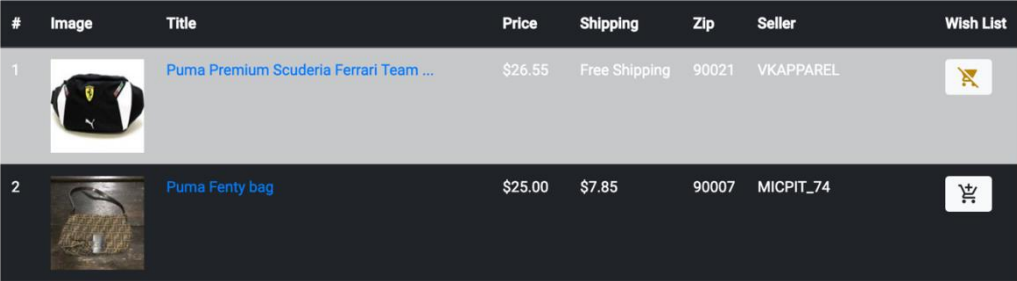 # Image Title Price Shipping Zip Seller Wish List
1 Puma Premium Scuderia Ferrari Team ... $26.55 Free Shipping 90021 VKAPPAREL
2 Puma Fenty bag $25.00 $7.85 90007 MICPIT_74